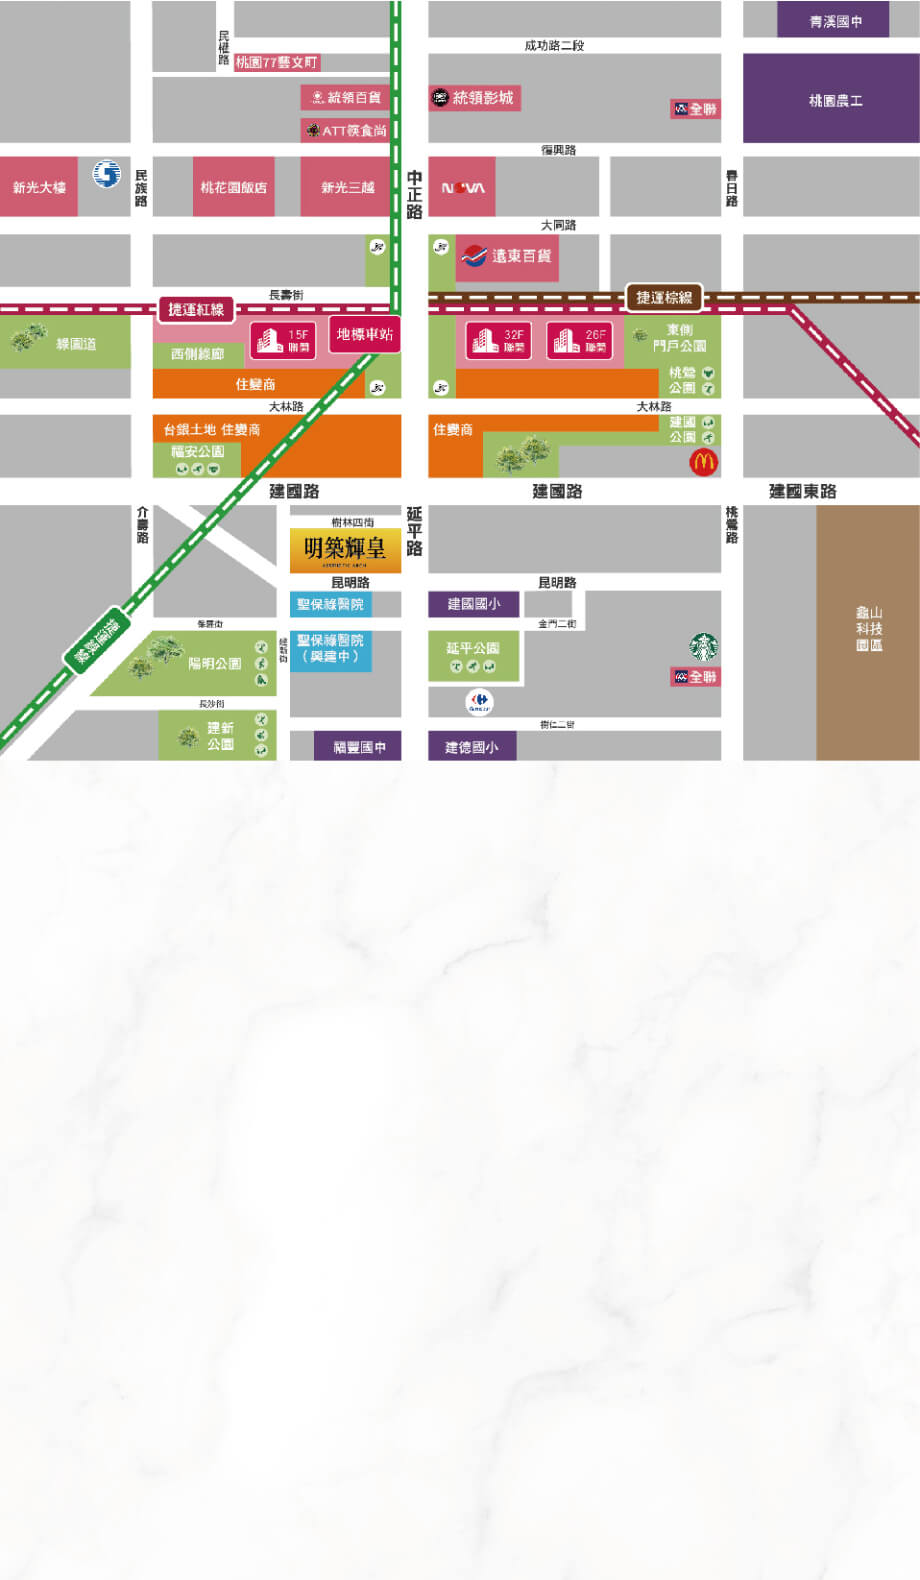 青溪國中
民權路
成功路二段
桃園77藝文町
統領百貨
統領影城
全聯
桃園農工
ATT筷食尚
復興路
新光大樓
民族路
桃花園飯店
新光三越
中正路
NOVA
春日路
大同路
遠東百貨
長壽街
捷運紅線
捷運棕線
綠園道
西側綠廊
15F
聯開
地標車站
32F
聯開
26F
聯開
東側
門戶公園
住變商
桃鶯
公園
大林路
大林路
台銀土地 住變商
福安公園
住變商
建國
公園
建國路
建國路
建國東路
介壽路
樹林四街
延平路
桃鶯路
明築輝皇
AESTHETIC ARCH
昆明路
昆明路
聖保祿醫院
建國國小
金門二街
龜山
科技
園區
捷運綠線
保羅街
建新街
聖保祿醫院
(興建中)
延平公園
陽明公園
全聯
長沙街
建新
公園
樹仁二街
福豐國中
建德國小